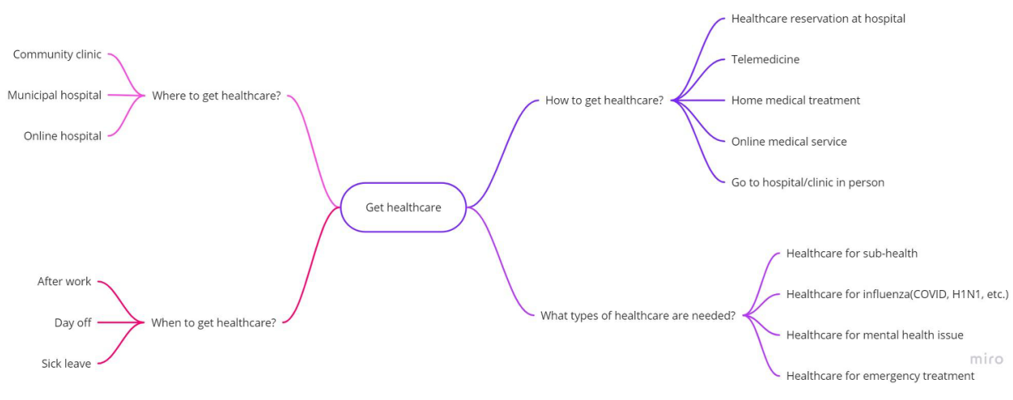 Get healthcare
Where to get healthcare?
Community clinic
Municipal hospital
Online hospital
When to get healthcare?
After work
Day off
Sick leave
How to get healthcare?
Healthcare reservation at hospital
Telemedicine
Home medical treatment
Online medical service
Go to hospital/clinic in person
What types of healthcare are needed?
Healthcare for sub-health
Healthcare for influenza(COVID, H1N1, etc.)
Healthcare for mental health issue
Healthcare for emergency treatment
miro